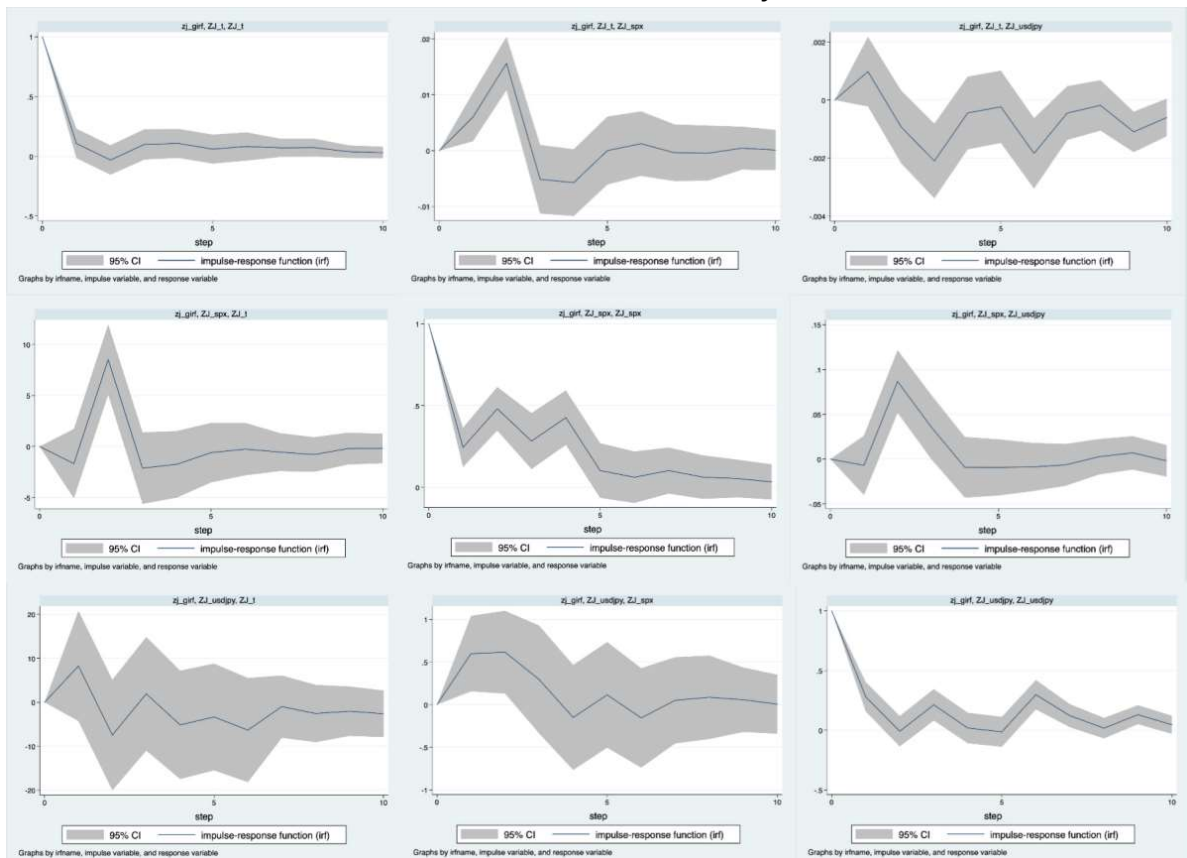 zj_girf, ZJ_t, ZJ_t
1
.5
0
-.5
0
5
10
step
95% CI impulse-response function (irf)
Graphs by irfname, impulse variable, and response variable
zj_girf, ZJ_t, ZJ_spx
.02
.01
0
-.01
0
5
10
step
95% CI impulse-response function (irf)
Graphs by irfname, impulse variable, and response variable
zj_girf, ZJ_t, ZJ_usdjpy
.002
0
-.002
-.004
0
5
10
step
95% CI impulse-response function (irf)
Graphs by irfname, impulse variable, and response variable
zj_girf, ZJ_spx, ZJ_t
10
5
0
-5
0
5
10
step
95% CI impulse-response function (irf)
Graphs by irfname, impulse variable, and response variable
zj_girf, ZJ_spx, ZJ_spx
1
.5
0
0
5
10
step
95% CI impulse-response function (irf)
Graphs by irfname, impulse variable, and response variable
zj_girf, ZJ_spx, ZJ_usdjpy
.15
.1
.05
0
-.05
0
5
10
step
95% CI impulse-response function (irf)
Graphs by irfname, impulse variable, and response variable
zj_girf, ZJ_usdjpy, ZJ_t
20
10
0
-10
-20
0
5
10
step
95% CI impulse-response function (irf)
Graphs by irfname, impulse variable, and response variable
zj_girf, ZJ_usdjpy, ZJ_spx
1
.5
0
-.5
-1
0
5
10
step
95% CI impulse-response function (irf)
Graphs by irfname, impulse variable, and response variable
zj_girf, ZJ_usdjpy, ZJ_usdjpy
1
.5
0
-.5
0
5
10
step
95% CI impulse-response function (irf)
Graphs by irfname, impulse variable, and response variable